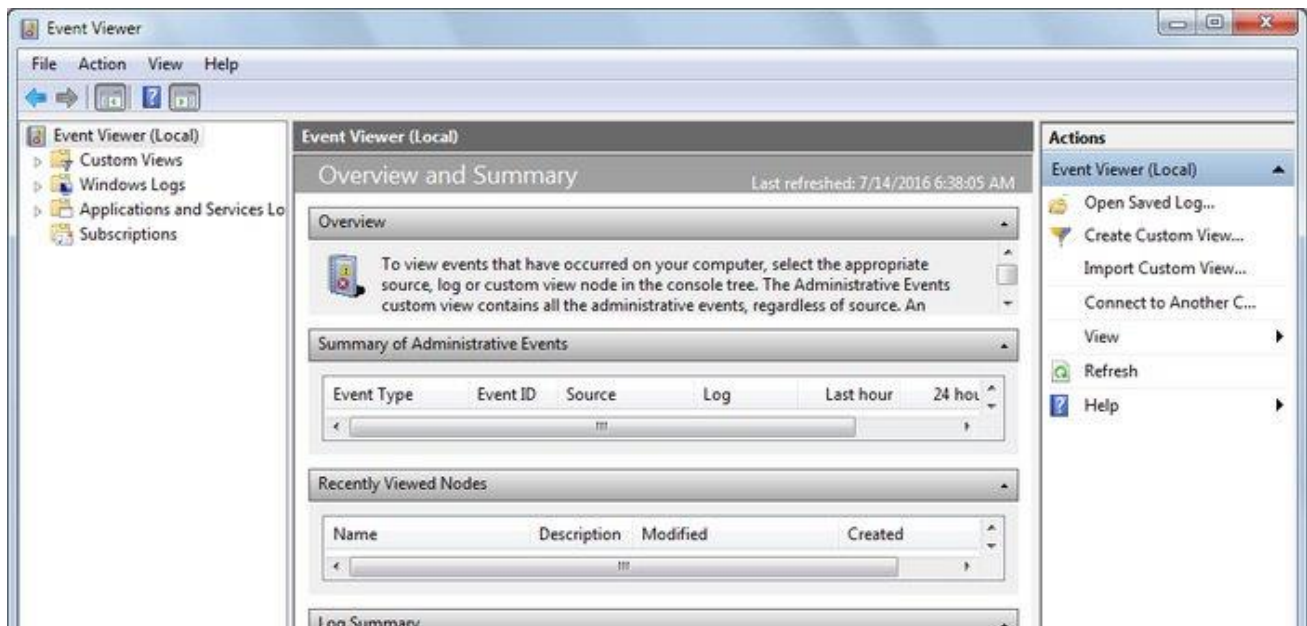 Event Viewer
File Action View Help
Event Viewer (Local)
Custom Views
Windows Logs
Applications and Services Lo
Subscriptions
Event Viewer (Local)
Overview and Summary Last refreshed: 7/14/2016 6:38:05 AM
Overview
To view events that have occurred on your computer, select the appropriate
source, log or custom view node in the console tree. The Administrative Events
custom view contains all the administrative events, regardless of source. An
Summary of Administrative Events
Event Type Event ID Source Log Last hour 24 hou
Recently Viewed Nodes
Name Description Modified Created
Log Summary
Actions
Event Viewer (Local)
Open Saved Log...
Create Custom View...
Import Custom View...
Connect to Another C...
View
Refresh
Help